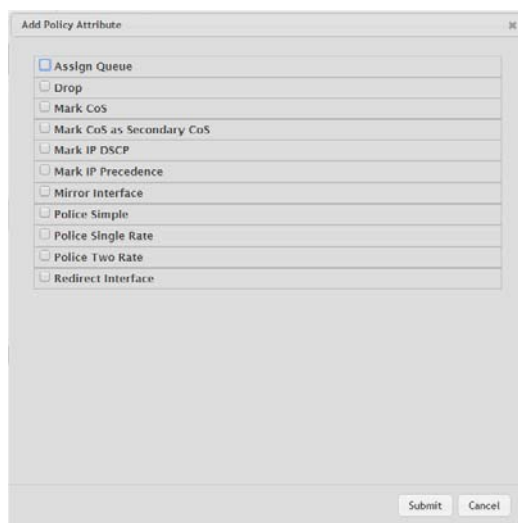 Add Policy Attribute
Assign Queue
Drop
Mark CoS
Mark CoS as Secondary CoS
Mark IP DSCP
Mark IP Precedence
Mirror Interface
Police Simple
Police Single Rate
Police Two Rate
Redirect Interface
Submit Cancel